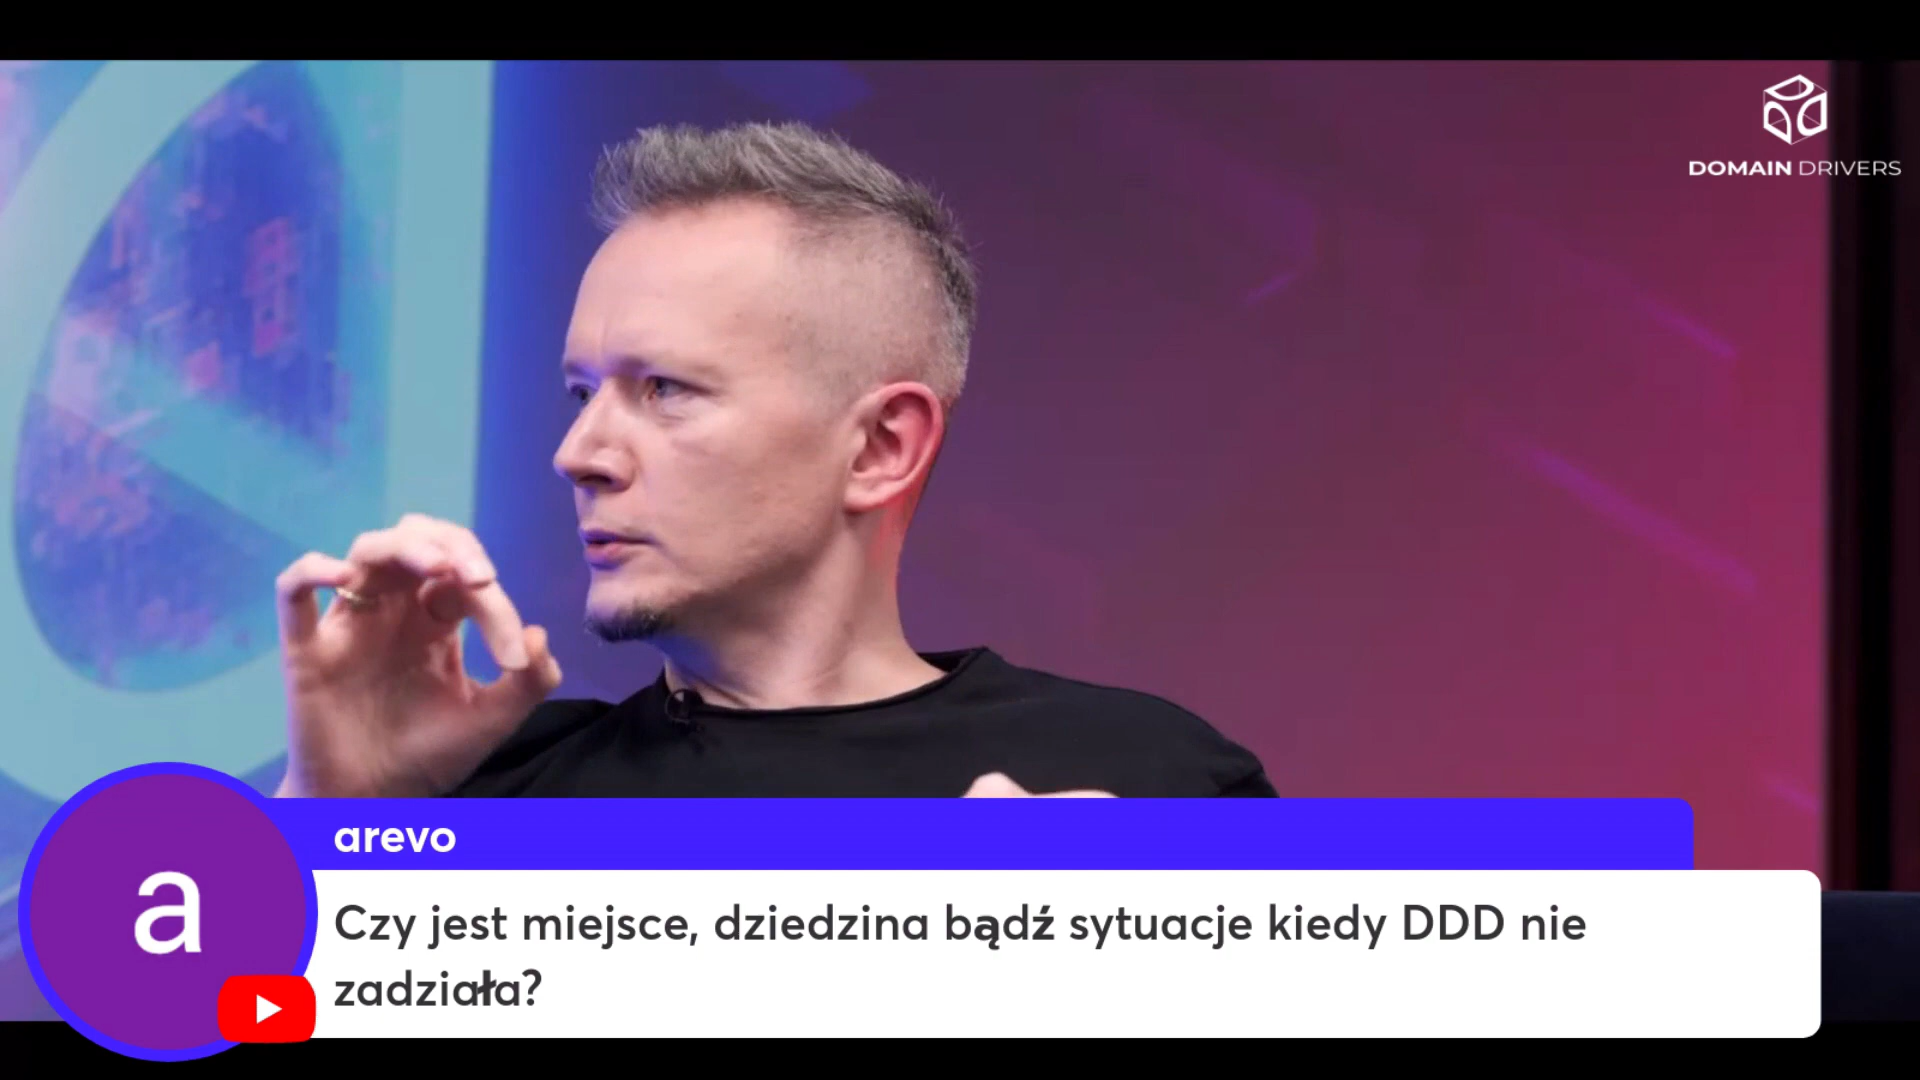 DOMAIN DRIVERS
arevo
a
Czy jest miejsce, dziedzina bądź sytuacje kiedy DDD nie
zadziała?